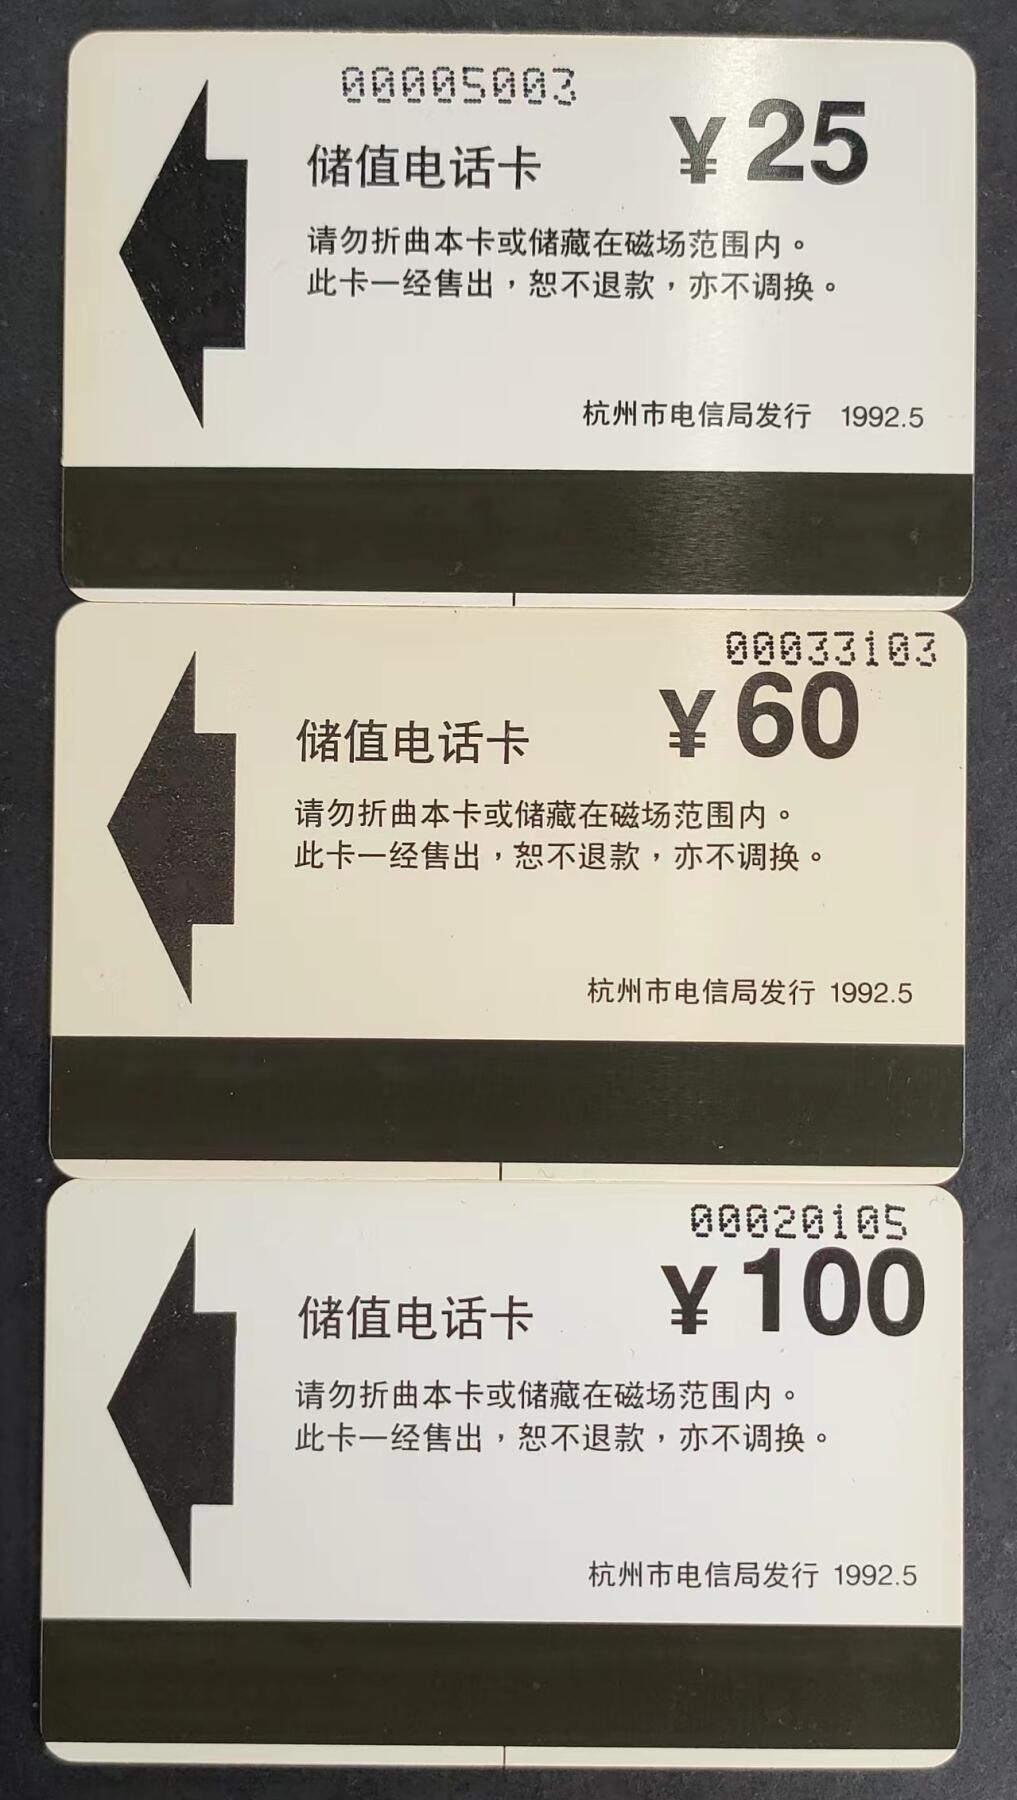 00005003
¥ 25
储值电话卡
请勿折曲本卡或储藏在磁场范围内。
此卡一经售出，恕不退款，亦不调换。
杭州市电信局发行 1992.5
00033103
¥ 60
储值电话卡
请勿折曲本卡或储藏在磁场范围内。
此卡一经售出，恕不退款，亦不调换。
杭州市电信局发行 1992.5
00020105
¥ 100
储值电话卡
请勿折曲本卡或储藏在磁场范围内。
此卡一经售出，恕不退款，亦不调换。
杭州市电信局发行 1992.5